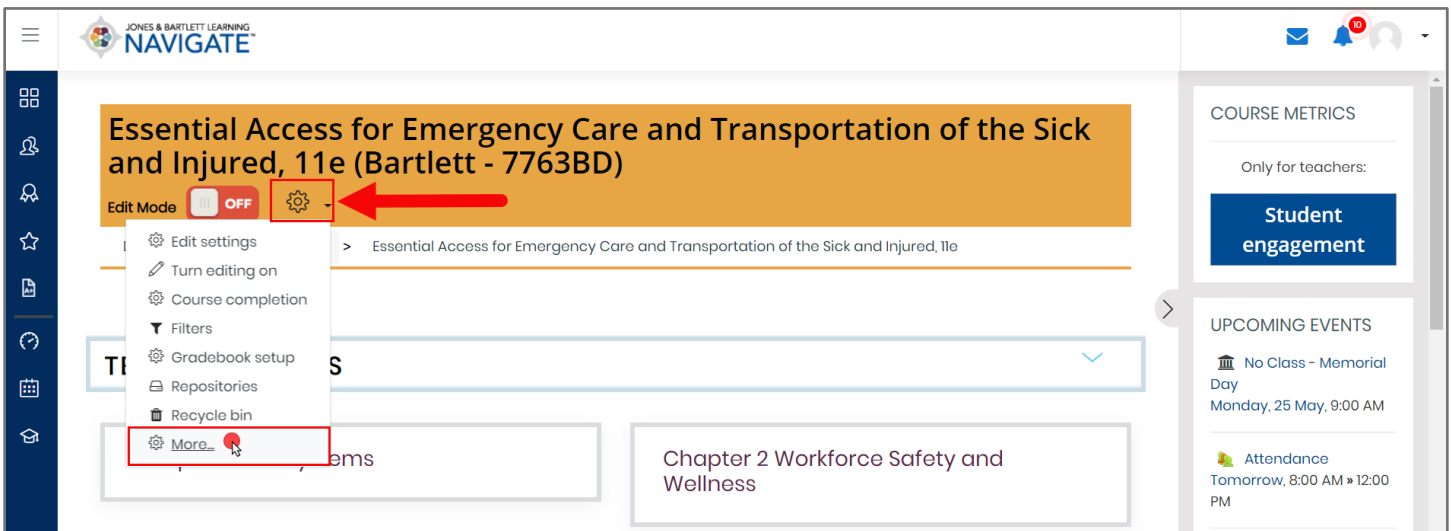 JONES & BARTLETT LEARNING
NAVIGATE™
10
Essential Access for Emergency Care and Transportation of the Sick
and Injured, 11e (Bartlett - 7763BD)
Edit Mode
OFF
> Essential Access for Emergency Care and Transportation of the Sick and Injured, 11e
Edit settings
Turn editing on
Course completion
Filters
Gradebook setup
Repositories
Recycle bin
More...
Chapter 2 Workforce Safety and
Wellness
COURSE METRICS
Only for teachers:
Student
engagement
UPCOMING EVENTS
No Class - Memorial
Day
Monday, 25 May, 9:00 AM
Attendance
Tomorrow, 8:00 AM » 12:00
PM